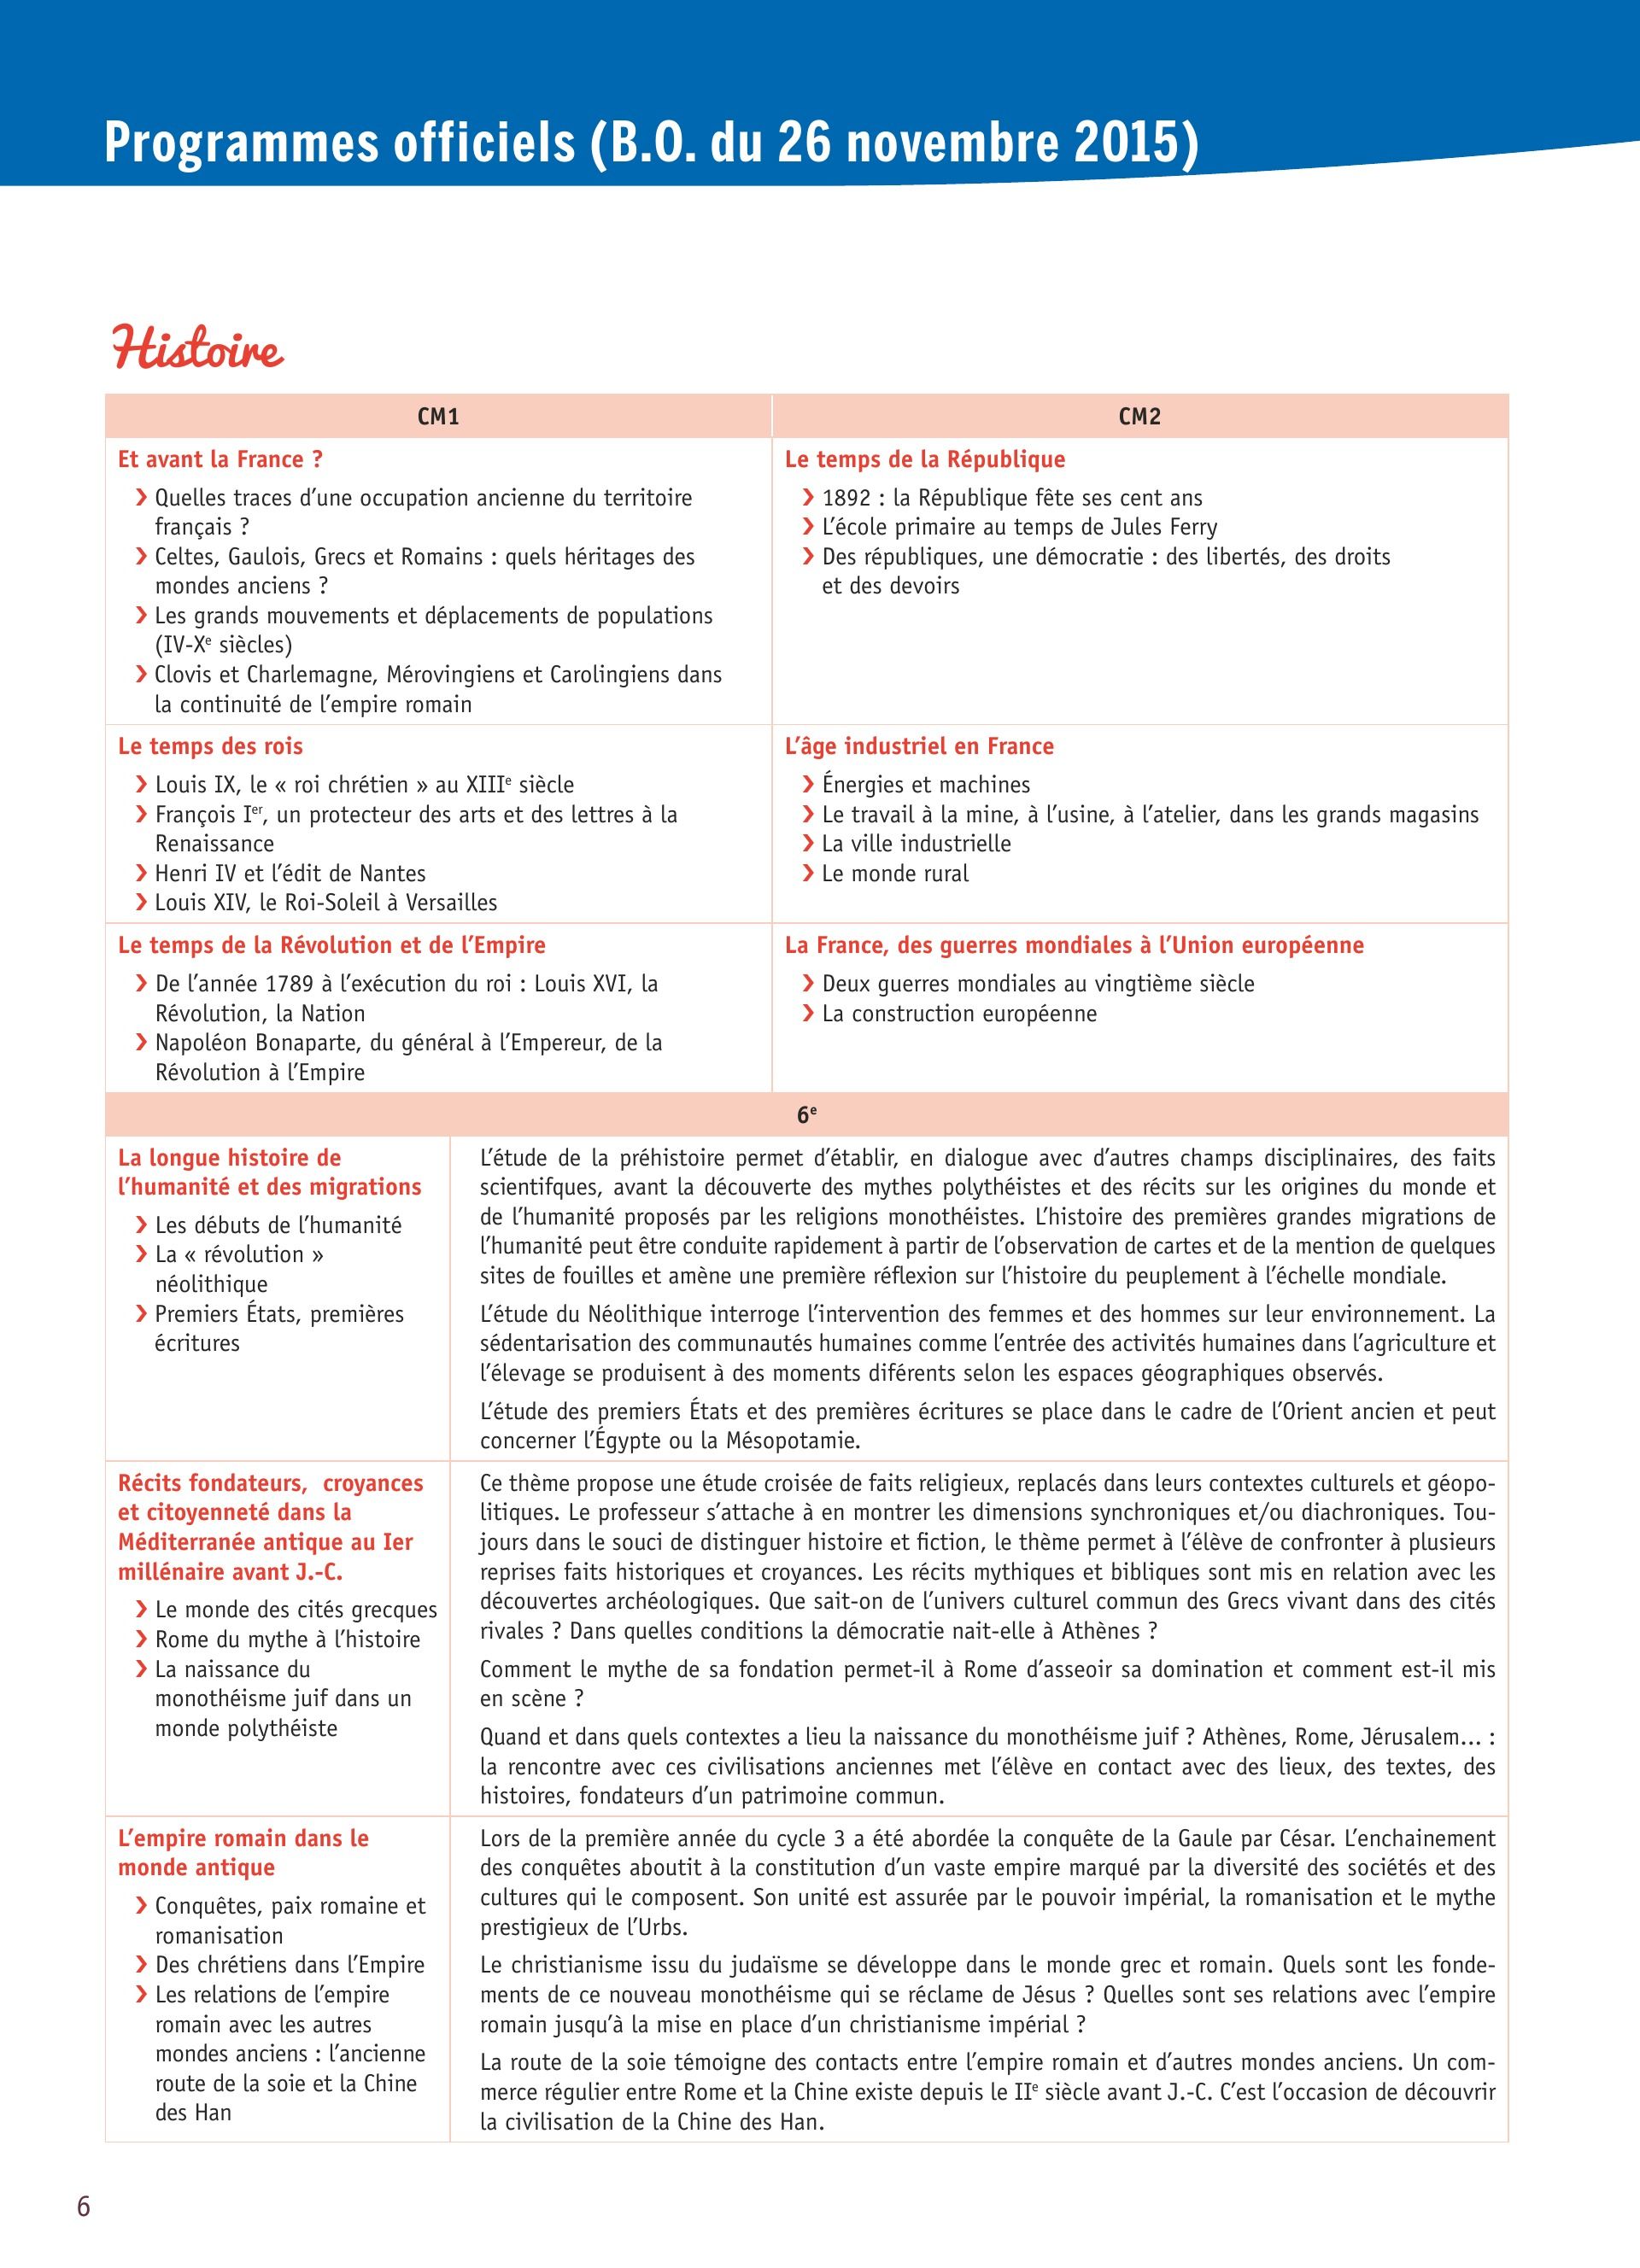 Programmes officiels (B.O. du 26 novembre 2015)
Histoire
CM1
CM2
Et avant la France ?
❯ Quelles traces d’une occupation ancienne du territoire
français ?
❯ Celtes, Gaulois, Grecs et Romains : quels héritages des
mondes anciens ?
❯ Les grands mouvements et déplacements de populations
(IV-Xe siècles)
❯ Clovis et Charlemagne, Mérovingiens et Carolingiens dans
la continuité de l’empire romain
Le temps de la République
❯ 1892 : la République fête ses cent ans
❯ L’école primaire au temps de Jules Ferry
❯ Des républiques, une démocratie : des libertés, des droits
et des devoirs
Le temps des rois
❯ Louis IX, le « roi chrétien » au XIIIe siècle
❯ François Ier, un protecteur des arts et des lettres à la
Renaissance
❯ Henri IV et l’édit de Nantes
❯ Louis XIV, le Roi-Soleil à Versailles
L’âge industriel en France
❯ Énergies et machines
❯ Le travail à la mine, à l’usine, à l’atelier, dans les grands magasins
❯ La ville industrielle
❯ Le monde rural
Le temps de la Révolution et de l’Empire
❯ De l’année 1789 à l’exécution du roi : Louis XVI, la
Révolution, la Nation
❯ Napoléon Bonaparte, du général à l’Empereur, de la
Révolution à l’Empire
La France, des guerres mondiales à l’Union européenne
❯ Deux guerres mondiales au vingtième siècle
❯ La construction européenne
6e
La longue histoire de
l’humanité et des migrations
❯ Les débuts de l’humanité
❯ La « révolution »
néolithique
❯ Premiers États, premières
écritures
L’étude de la préhistoire permet d’établir, en dialogue avec d’autres champs disciplinaires, des faits
scientifques, avant la découverte des mythes polythéistes et des récits sur les origines du monde et
de l’humanité proposés par les religions monothéistes. L’histoire des premières grandes migrations de
l’humanité peut être conduite rapidement à partir de l’observation de cartes et de la mention de quelques
sites de fouilles et amène une première réflexion sur l’histoire du peuplement à l’échelle mondiale.
L’étude du Néolithique interroge l’intervention des femmes et des hommes sur leur environnement. La
sédentarisation des communautés humaines comme l’entrée des activités humaines dans l’agriculture et
l’élevage se produisent à des moments diférents selon les espaces géographiques observés.
L’étude des premiers États et des premières écritures se place dans le cadre de l’Orient ancien et peut
concerner l’Égypte ou la Mésopotamie.
Récits fondateurs, croyances
et citoyenneté dans la
Méditerranée antique au Ier
millénaire avant J.-C.
❯ Le monde des cités grecques
❯ Rome du mythe à l’histoire
❯ La naissance du
monothéisme juif dans un
monde polythéiste
Ce thème propose une étude croisée de faits religieux, replacés dans leurs contextes culturels et géopo-
litiques. Le professeur s’attache à en montrer les dimensions synchroniques et/ou diachroniques. Tou-
jours dans le souci de distinguer histoire et fiction, le thème permet à l’élève de confronter à plusieurs
reprises faits historiques et croyances. Les récits mythiques et bibliques sont mis en relation avec les
découvertes archéologiques. Que sait-on de l’univers culturel commun des Grecs vivant dans des cités
rivales ? Dans quelles conditions la démocratie nait-elle à Athènes ?
Comment le mythe de sa fondation permet-il à Rome d’asseoir sa domination et comment est-il mis
en scène ?
Quand et dans quels contextes a lieu la naissance du monothéisme juif ? Athènes, Rome, Jérusalem... :
la rencontre avec ces civilisations anciennes met l’élève en contact avec des lieux, des textes, des
histoires, fondateurs d’un patrimoine commun.
L’empire romain dans le
monde antique
❯ Conquêtes, paix romaine et
romanisation
❯ Des chrétiens dans l’Empire
❯ Les relations de l’empire
romain avec les autres
mondes anciens : l’ancienne
route de la soie et la Chine
des Han
Lors de la première année du cycle 3 a été abordée la conquête de la Gaule par César. L’enchainement
des conquêtes aboutit à la constitution d’un vaste empire marqué par la diversité des sociétés et des
cultures qui le composent. Son unité est assurée par le pouvoir impérial, la romanisation et le mythe
prestigieux de l’Urbs.
Le christianisme issu du judaïsme se développe dans le monde grec et romain. Quels sont les fonde-
ments de ce nouveau monothéisme qui se réclame de Jésus ? Quelles sont ses relations avec l’empire
romain jusqu’à la mise en place d’un christianisme impérial ?
La route de la soie témoigne des contacts entre l’empire romain et d’autres mondes anciens. Un com-
merce régulier entre Rome et la Chine existe depuis le IIe siècle avant J.-C. C’est l’occasion de découvrir
la civilisation de la Chine des Han.
6